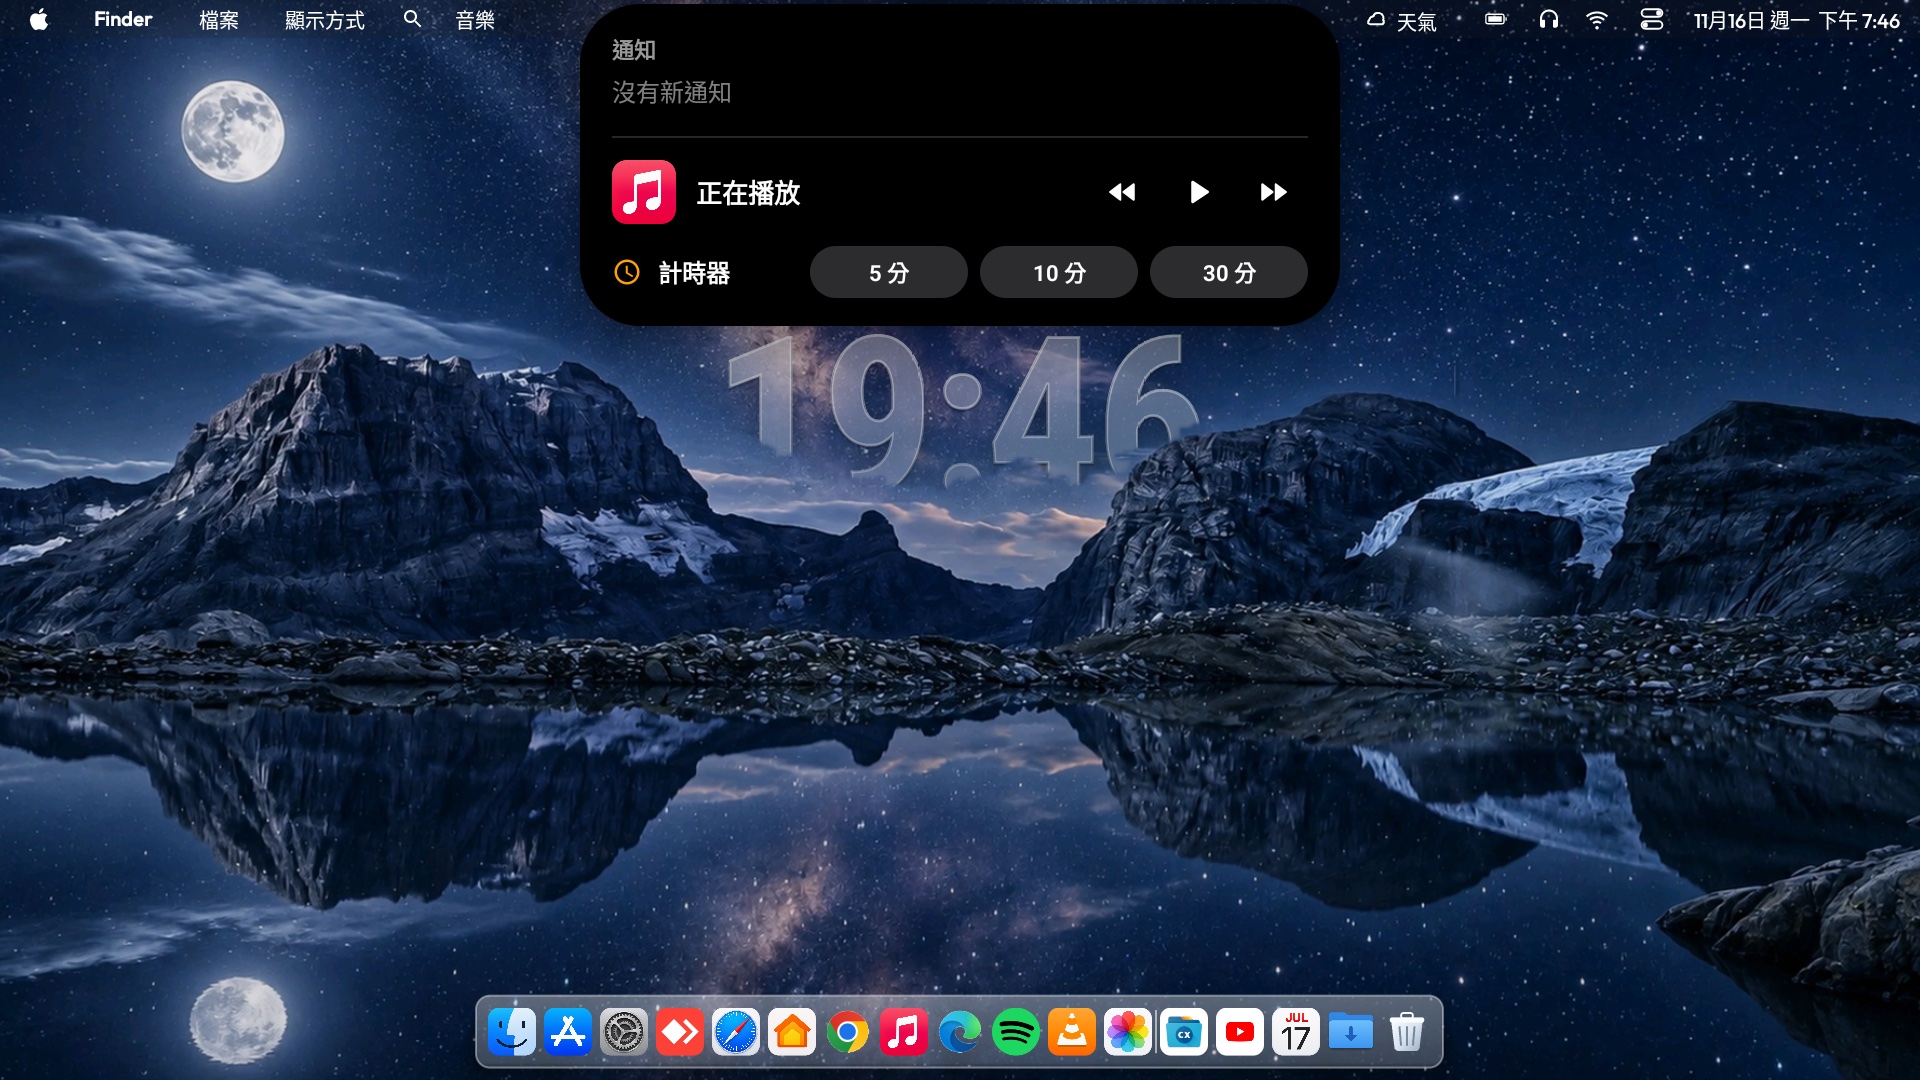 Finder 檔案 顯示方式 音樂
天氣 11月16日 週一 下午 7:46
通知
沒有新通知
正在播放
計時器 5 分 10 分 30 分
19:46
CX
JUL
17